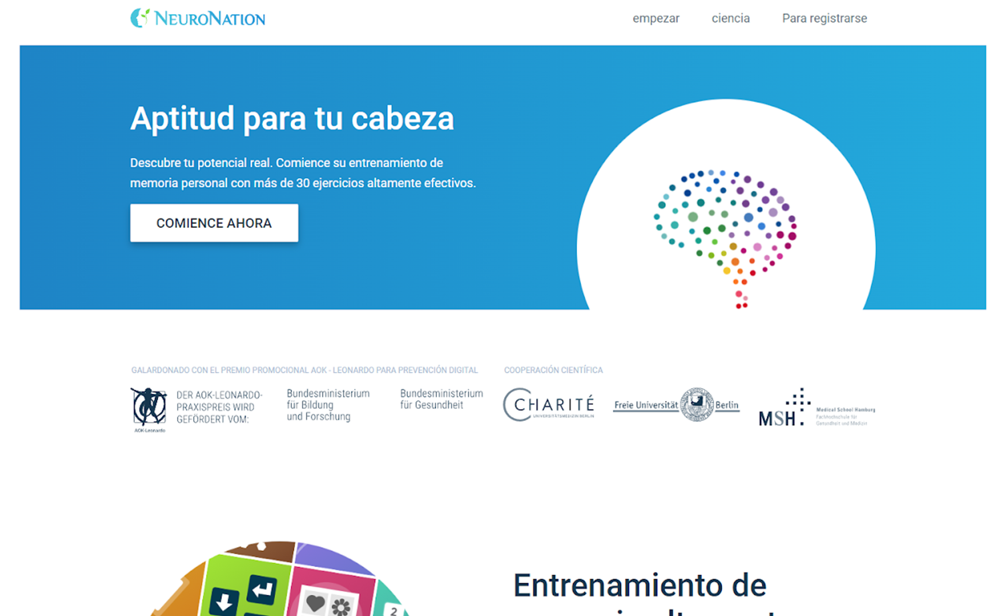 NEURONATION
empezar ciencia Para registrarse
Aptitud para tu cabeza
Descubre tu potencial real. Comience su entrenamiento de
memoria personal con más de 30 ejercicios altamente efectivos.
COMIENCE AHORA
GALARDONADO CON EL PREMIO PROMOCIONAL AOK - LEONARDO PARA PREVENCIÓN DIGITAL
AOK-Leonardo
DER AOK-LEONARDO-
PRAXISPREIS WIRD
GEFÖRDERT VOM:
Bundesministerium
für Bildung
und Forschung
Bundesministerium
für Gesundheit
COOPERACIÓN CIENTÍFICA
CHARITÉ
UNIVERSITÄTSMEDIZIN BERLIN
Freie Universität Berlin
MSH
Medical School Hamburg
Fachhochschule für
Gesundheit und Medizin
2
Entrenamiento de